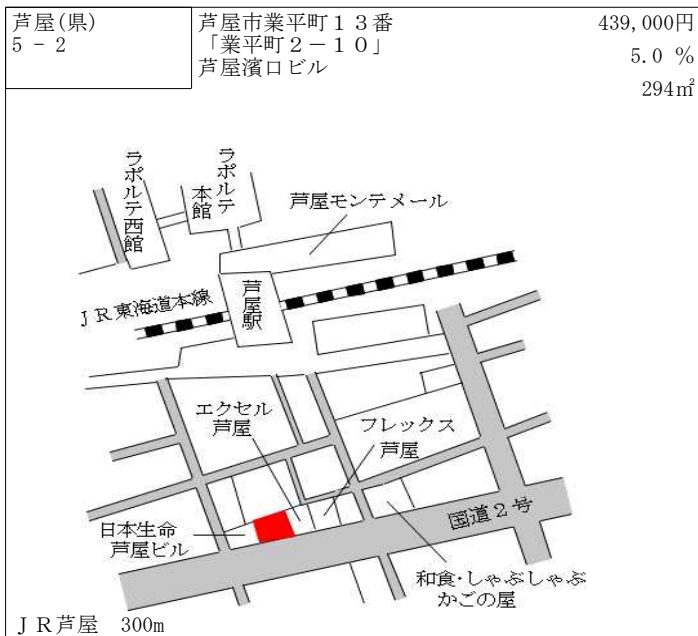 芦屋(県)
5 - 2
芦屋市業平町１３番
「業平町２－１０」
芦屋濱口ビル
439,000円
5.0 %
294㎡
ラポルテ西館
ラポルテ
本館
芦屋モンテメール
ＪＲ東海道本線
芦屋駅
エクセル
芦屋
フレックス
芦屋
日本生命
芦屋ビル
国道２号
和食・しゃぶしゃぶ
かごの屋
ＪＲ芦屋　300m